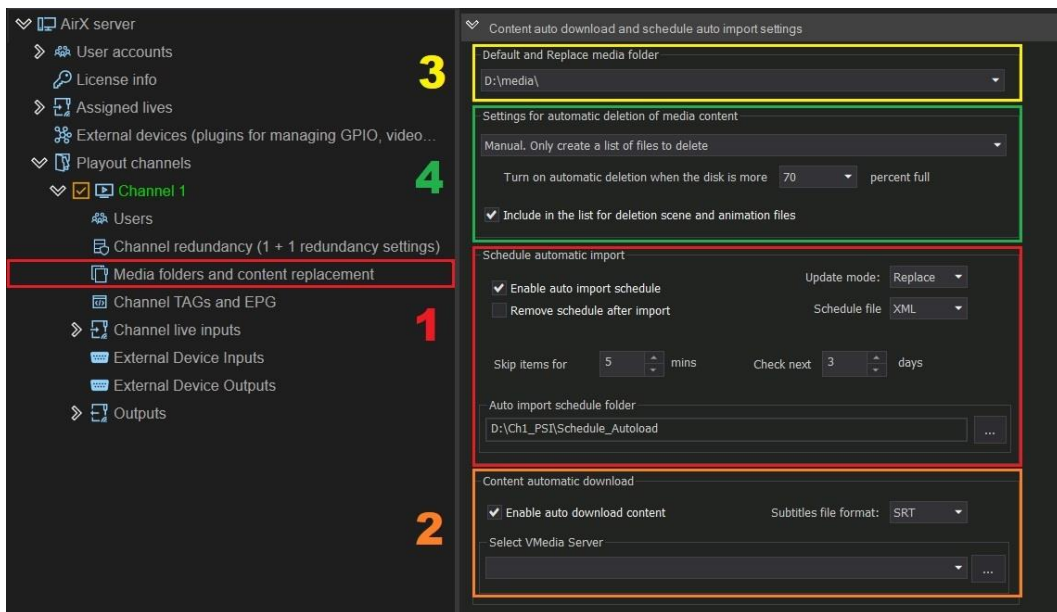 AirX server
User accounts
License info
Assigned lives
External devices (plugins for managing GPIO, video...
Playout channels
Channel 1
Users
Channel redundancy (1 + 1 redundancy settings)
Media folders and content replacement
Channel TAGs and EPG
Channel live inputs
External Device Inputs
External Device Outputs
Outputs
3
4
1
2
Content auto download and schedule auto import settings
Default and Replace media folder
D:\media\
Settings for automatic deletion of media content
Manual. Only create a list of files to delete
Turn on automatic deletion when the disk is more 70 percent full
Include in the list for deletion scene and animation files
Schedule automatic import
Enable auto import schedule Update mode: Replace
Remove schedule after import Schedule file XML
Skip items for 5 mins Check next 3 days
Auto import schedule folder
D:\Ch1_PSI\Schedule_Autoload
...
Content automatic download
Enable auto download content Subtitles file format: SRT
Select VMedia Server
...